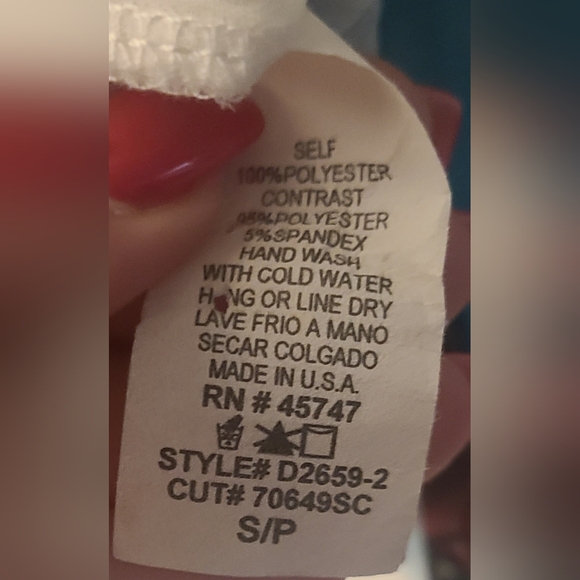 SELF
100%POLYESTER
CONTRAST
95%POLYESTER
5%SPANDEX
HAND WASH
WITH COLD WATER
HANG OR LINE DRY
LAVE FRIO A MANO
SECAR COLGADO
MADE IN U.S.A.
RN # 45747
STYLE# D2659-2
CUT# 70649SC
S/P